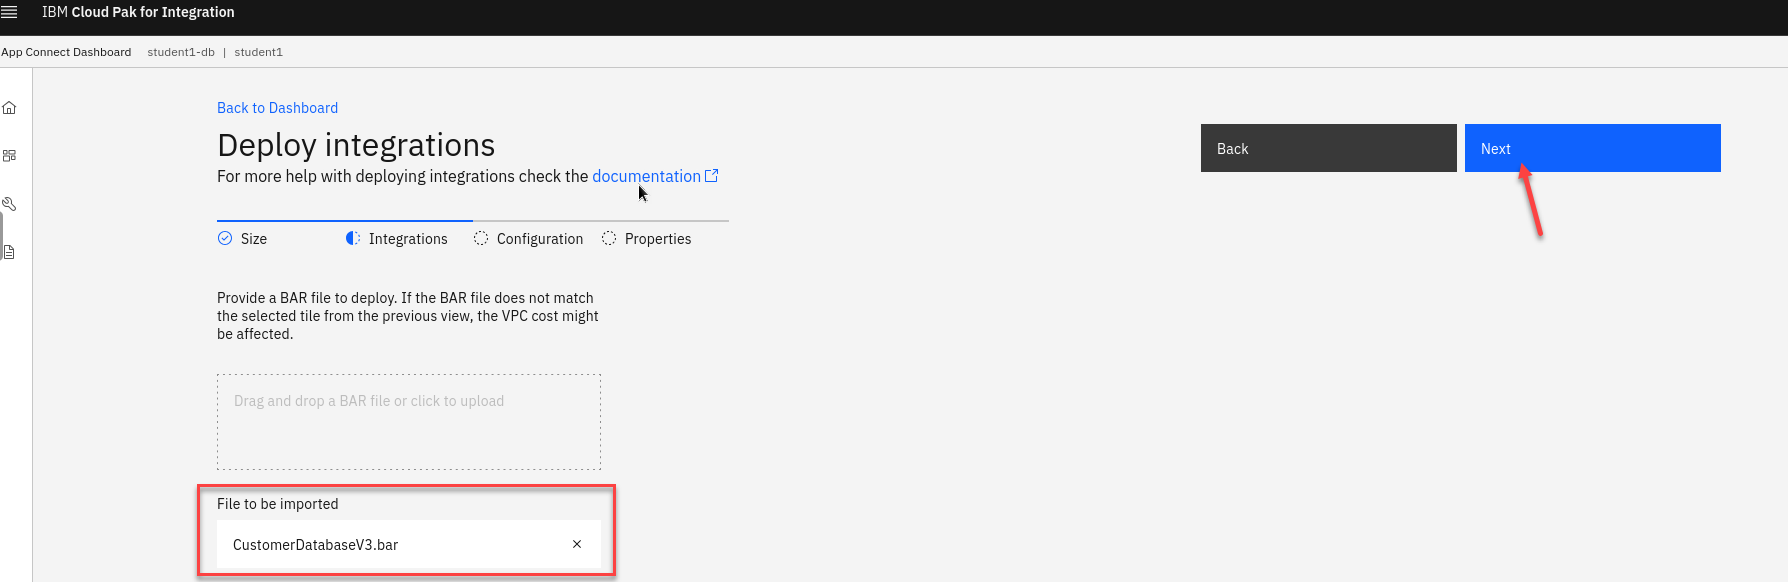 IBM Cloud Pak for Integration
App Connect Dashboard student1-db | student1
Back to Dashboard
Deploy integrations
For more help with deploying integrations check the documentation
Back
Next
Size
Integrations
Configuration
Properties
Provide a BAR file to deploy. If the BAR file does not match
the selected tile from the previous view, the VPC cost might
be affected.
Drag and drop a BAR file or click to upload
File to be imported
CustomerDatabaseV3.bar